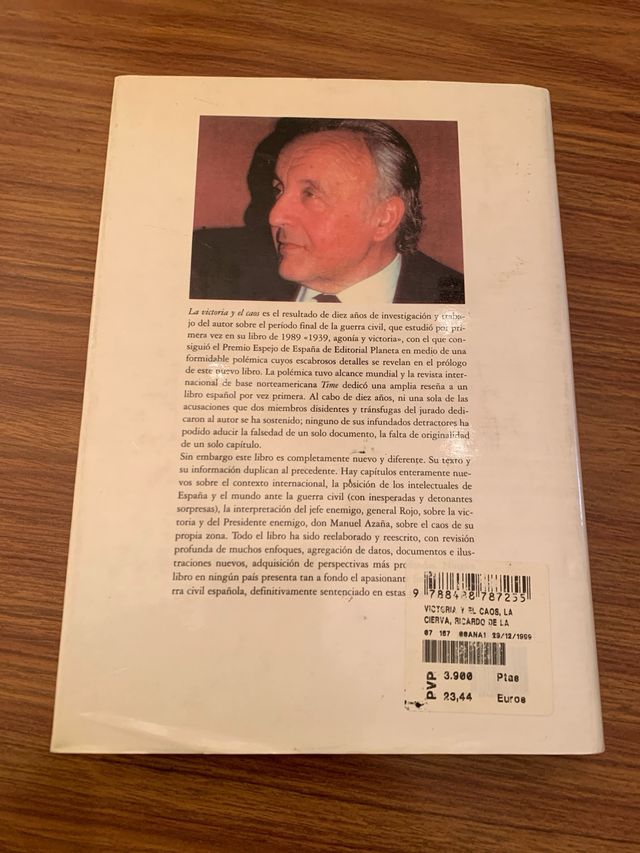 La victoria y el caos es el resultado de diez años de investigación y traba-
jo del autor sobre el período final de la guerra civil, que estudió por pri-
mera vez en su libro de 1989 «1939, agonía y victoria», con el que con-
siguió el Premio Espejo de España de Editorial Planeta en medio de una
formidable polémica cuyos escabrosos detalles se revelan en el prólogo
de este nuevo libro. La polémica tuvo alcance mundial y la revista inter-
nacional de base norteamericana Time dedicó una amplia reseña a un
libro español por vez primera. Al cabo de diez años, ni una sola de las
acusaciones que dos miembros disidentes y tránsfugas del jurado dedi-
caron al autor se ha sostenido; ninguno de sus infundados detractores ha
podido aducir la falsedad de un solo documento, la falta de originalidad
de un solo capítulo.
Sin embargo este libro es completamente nuevo y diferente. Su texto y
su información duplican al precedente. Hay capítulos enteramente nue-
vos sobre el contexto internacional, la posición de los intelectuales de
España y el mundo ante la guerra civil (con inesperadas y detonantes
sorpresas), la interpretación del jefe enemigo, general Rojo, sobre la vic-
toria y del Presidente enemigo, don Manuel Azaña, sobre el caos de su
propia zona. Todo el libro ha sido reelaborado y reescrito, con revisión
profunda de muchos enfoques, agregación de datos, documentos e ilus-
traciones nuevos, adquisición de perspectivas más
libro en ningún país presenta tan a fondo el apasionant
rra civil española, definitivamente sentenciado en estas
9 788488 787255
VICTORIA Y EL CAOS, LA
CIERVA, RICARDO DE LA
07 167 29/12/1999
PVP 3.900 Ptas
23,44 Euros